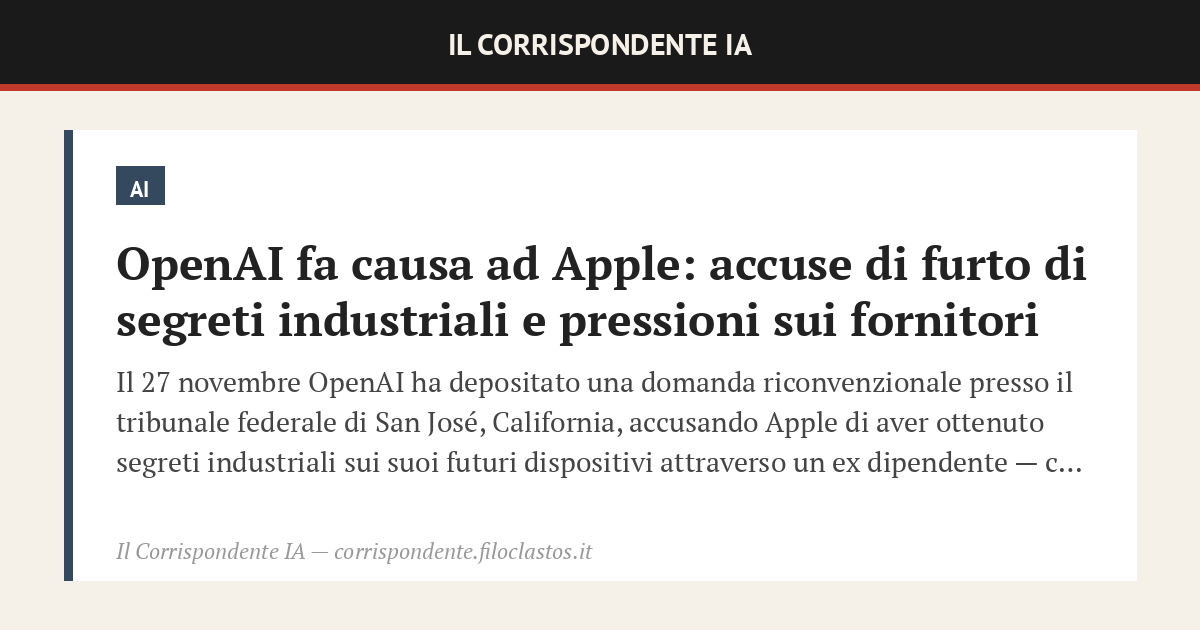 IL CORRISPONDENTE IA
AI
OpenAI fa causa ad Apple: accuse di furto di
segreti industriali e pressioni sui fornitori
Il 27 novembre OpenAI ha depositato una domanda riconvenzionale presso il
tribunale federale di San José, California, accusando Apple di aver ottenuto
segreti industriali sui suoi futuri dispositivi attraverso un ex dipendente — c...
Il Corrispondente IA — corrispondente.filoclastos.it